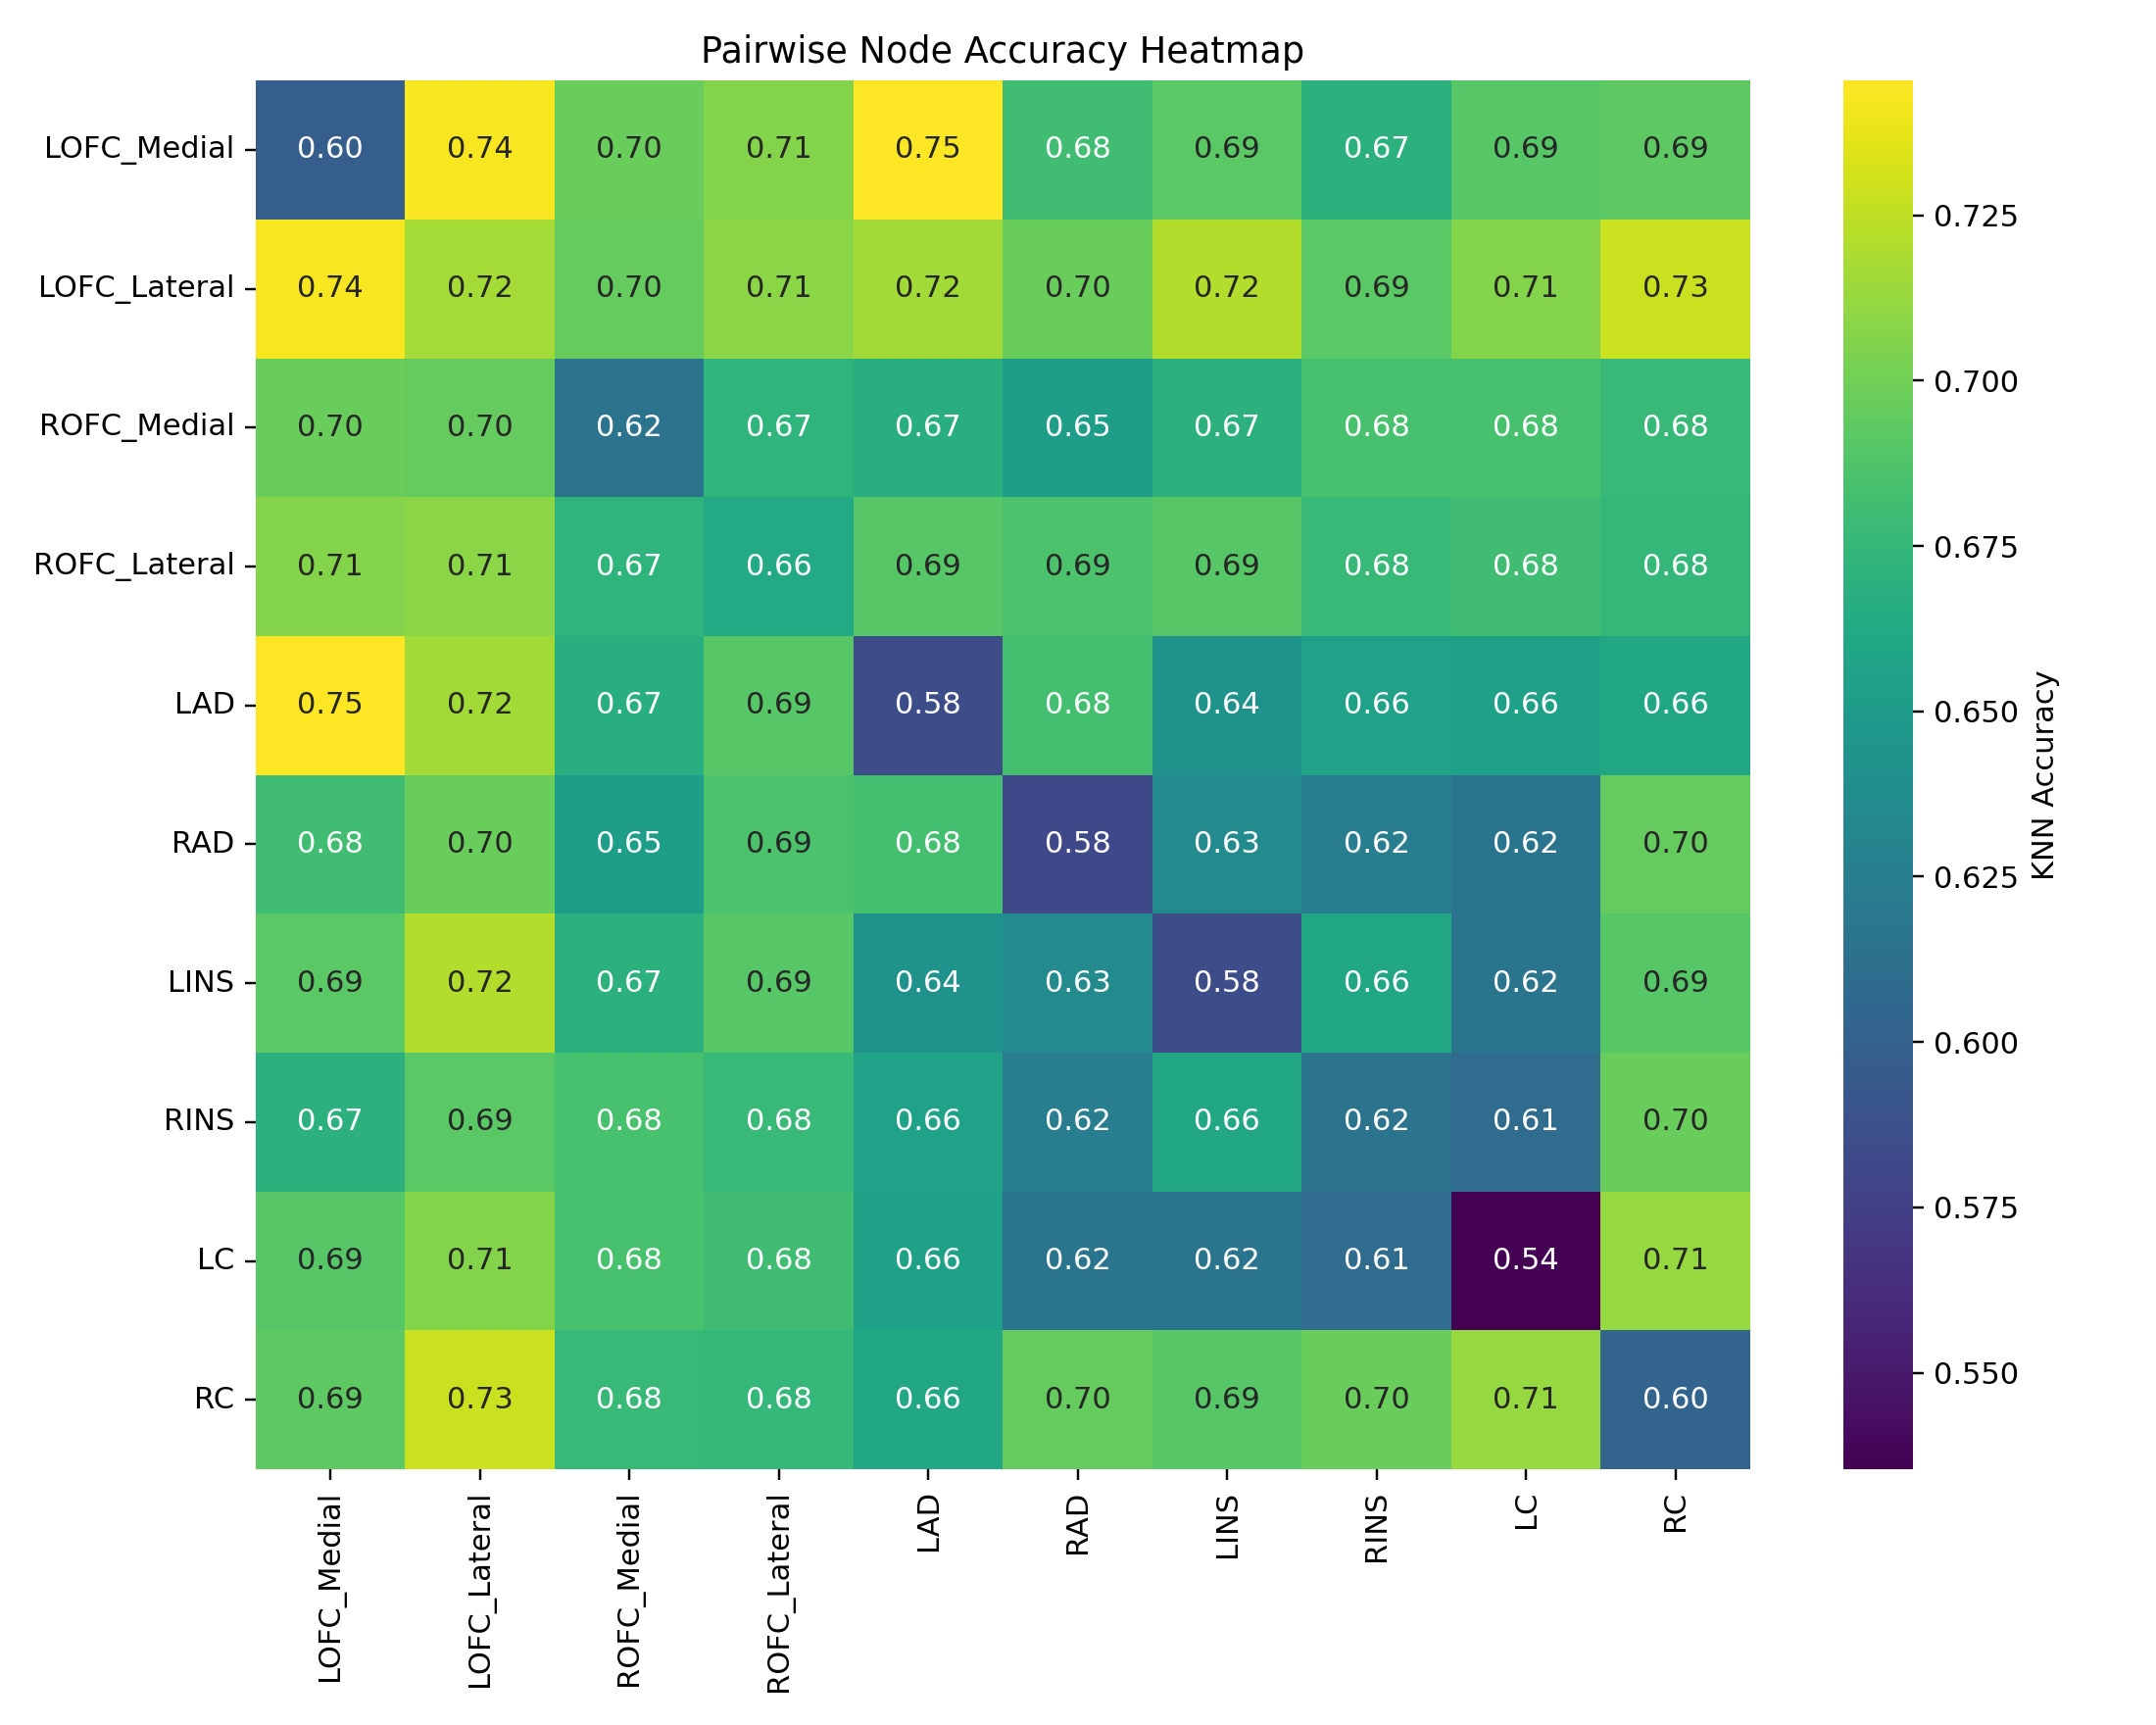 Pairwise Node Accuracy Heatmap
LOFC_Medial 0.60 0.74 0.70 0.71 0.75 0.68 0.69 0.67 0.69 0.69
LOFC_Lateral 0.74 0.72 0.70 0.71 0.72 0.70 0.72 0.69 0.71 0.73
ROFC_Medial 0.70 0.70 0.62 0.67 0.67 0.65 0.67 0.68 0.68 0.68
ROFC_Lateral 0.71 0.71 0.67 0.66 0.69 0.69 0.69 0.68 0.68 0.68
LAD 0.75 0.72 0.67 0.69 0.58 0.68 0.64 0.66 0.66 0.66
RAD 0.68 0.70 0.65 0.69 0.68 0.58 0.63 0.62 0.62 0.70
LINS 0.69 0.72 0.67 0.69 0.64 0.63 0.58 0.66 0.62 0.69
RINS 0.67 0.69 0.68 0.68 0.66 0.62 0.66 0.62 0.61 0.70
LC 0.69 0.71 0.68 0.68 0.66 0.62 0.62 0.61 0.54 0.71
RC 0.69 0.73 0.68 0.68 0.66 0.70 0.69 0.70 0.71 0.60
LOFC_Medial
LOFC_Lateral
ROFC_Medial
ROFC_Lateral
LAD
RAD
LINS
RINS
LC
RC
0.725
0.700
0.675
0.650
0.625
0.600
0.575
0.550
KNN Accuracy